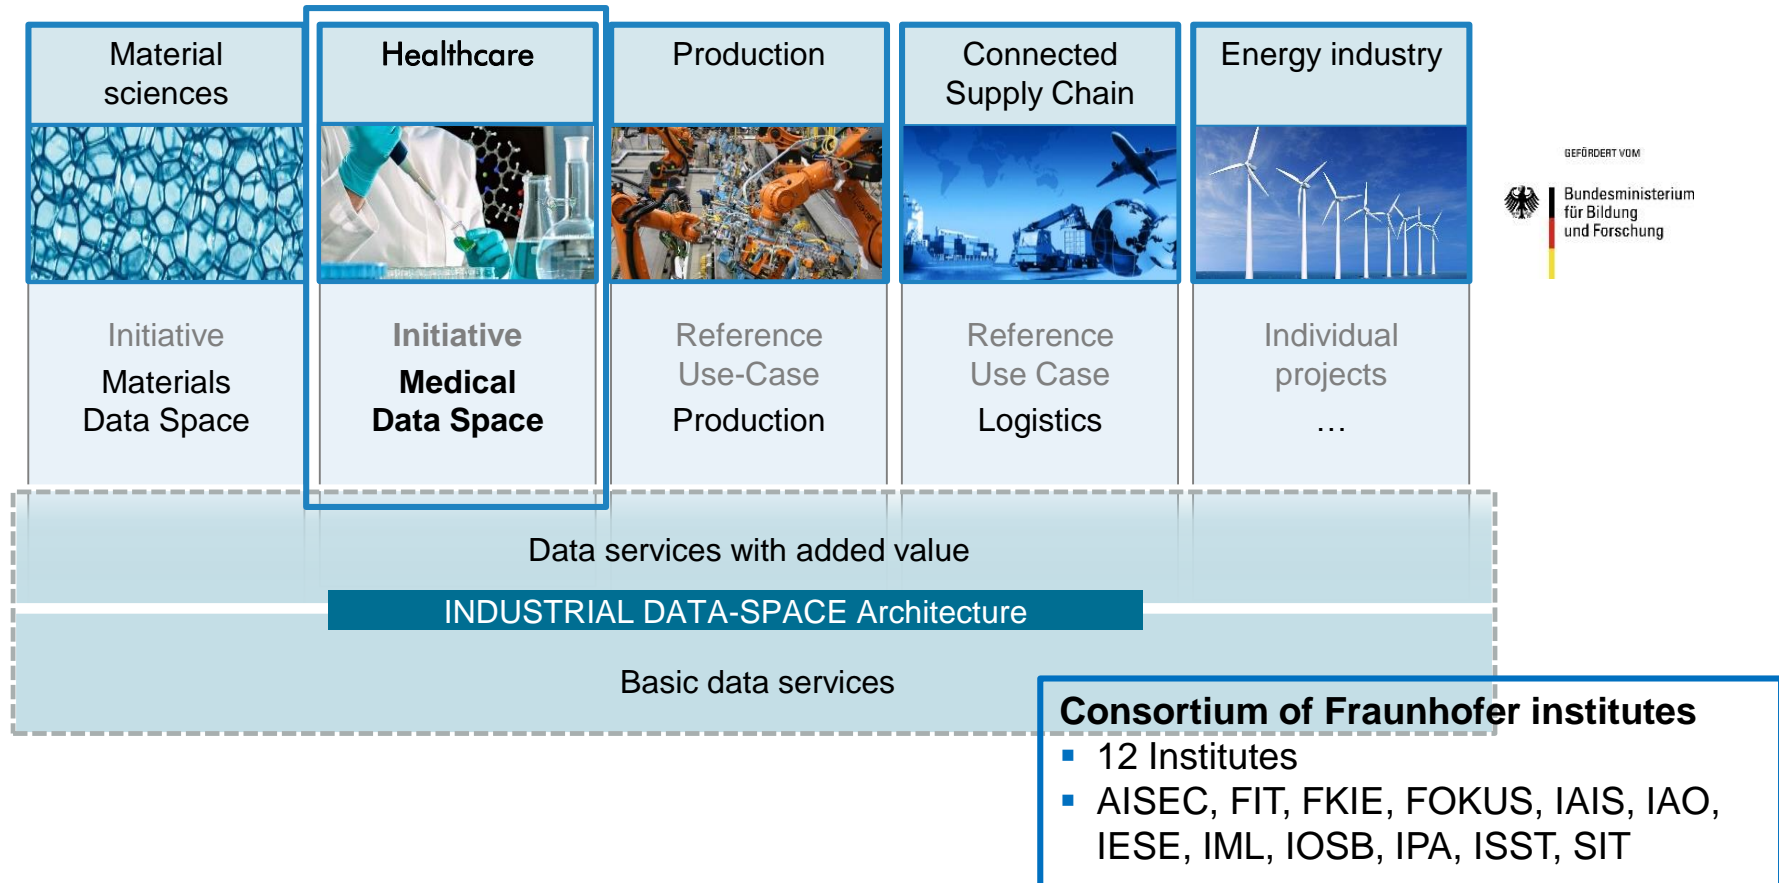 Material
sciences
Healthcare
Production
Connected
Supply Chain
Energy industry
GEFÖRDERT VOM
Bundesministerium
für Bildung
und Forschung
Initiative
Materials
Data Space
Initiative
Medical
Data Space
Reference
Use-Case
Production
Reference
Use Case
Logistics
Individual
projects
…
Data services with added value
INDUSTRIAL DATA-SPACE Architecture
Basic data services
Consortium of Fraunhofer institutes
▪ 12 Institutes
▪ AISEC, FIT, FKIE, FOKUS, IAIS, IAO,
IESE, IML, IOSB, IPA, ISST, SIT